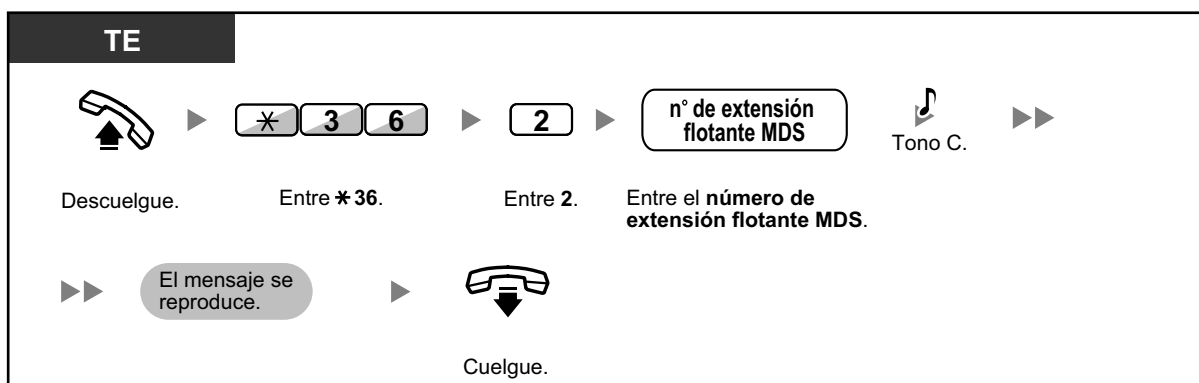 TE
✳ 3 6
2
n° de extensión
flotante MDS
Tono C.
Descuelgue.
Entre ✳ 36.
Entre 2.
Entre el número de
extensión flotante MDS.
El mensaje se
reproduce.
Cuelgue.